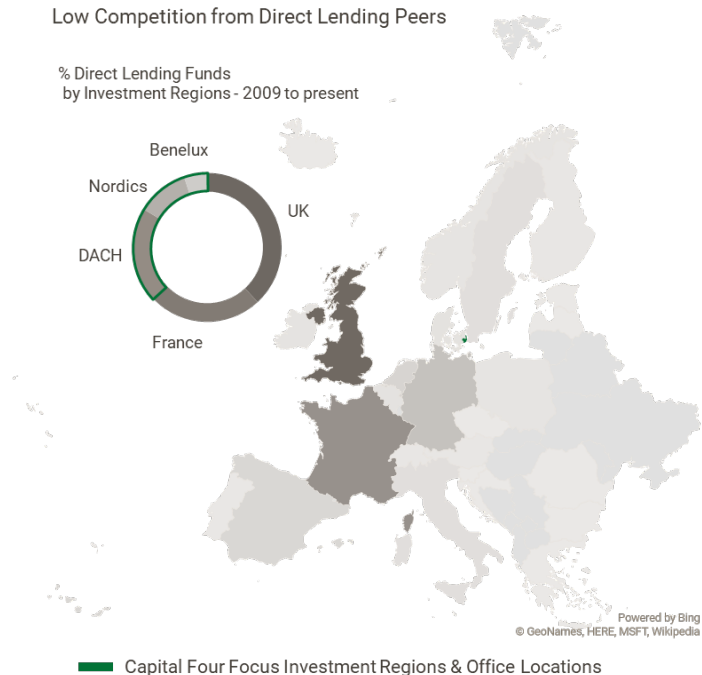 Low Competition from Direct Lending Peers
% Direct Lending Funds
by Investment Regions - 2009 to present
Benelux
Nordics
UK
DACH
France
Powered by Bing
© GeoNames, HERE, MSFT, Wikipedia
Capital Four Focus Investment Regions & Office Locations